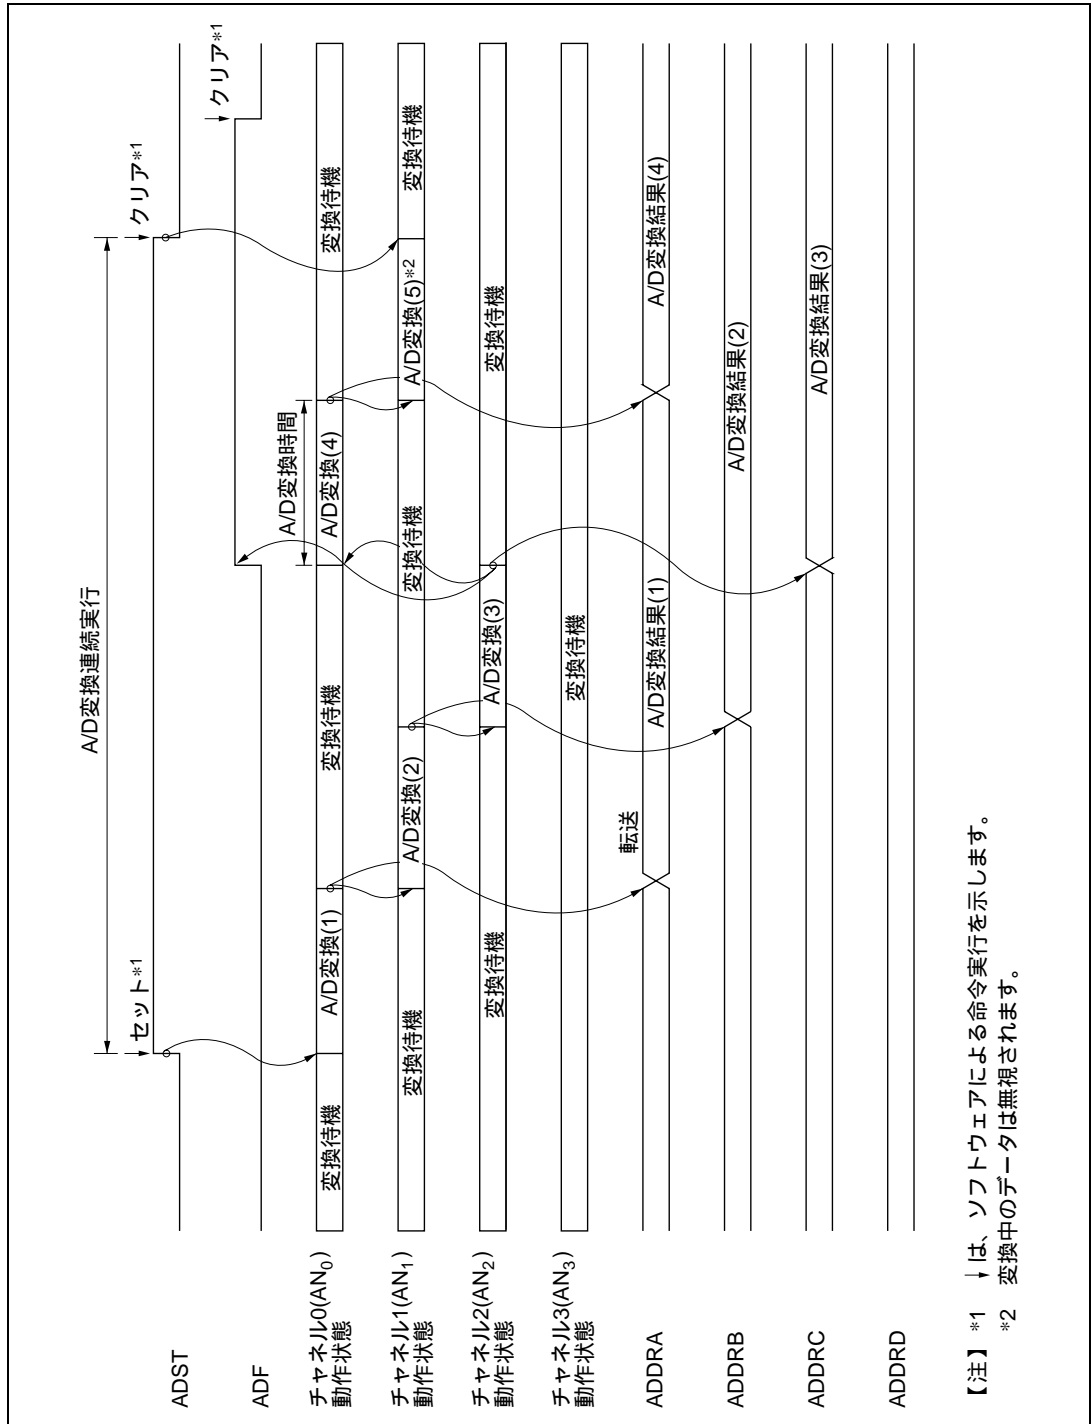 A/D変換連続実行
セット*1
クリア*1
ADST
クリア*1
ADF
A/D変換時間
チャネル0(AN0)
動作状態
変換待機
A/D変換(1)
変換待機
A/D変換(4)
変換待機
チャネル1(AN1)
動作状態
変換待機
A/D変換(2)
変換待機
A/D変換(5)*2
変換待機
チャネル2(AN2)
動作状態
変換待機
A/D変換(3)
変換待機
チャネル3(AN3)
動作状態
変換待機
転送
ADDRA
A/D変換結果(1)
A/D変換結果(4)
ADDRB
A/D変換結果(2)
ADDRC
A/D変換結果(3)
ADDRD
【注】 *1 ↓は、ソフトウェアによる命令実行を示します。
*2 変換中のデータは無視されます。